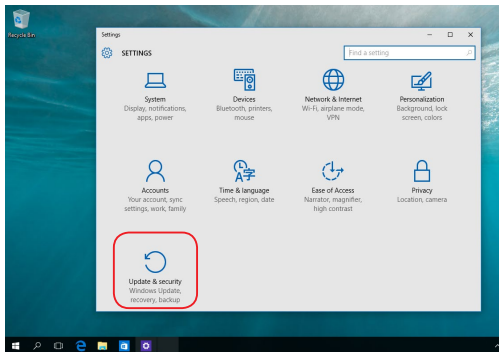 Recycle Bin
Settings
SETTINGS
Find a setting
System
Display, notifications,
apps, power
Devices
Bluetooth, printers,
mouse
Network & Internet
Wi-Fi, airplane mode,
VPN
Personalization
Background, lock
screen, colors
Accounts
Your account, sync
settings, work, family
A字
Time & language
Speech, region, date
Ease of Access
Narrator, magnifier,
high contrast
Privacy
Location, camera
Update & security
Windows Update,
recovery, backup